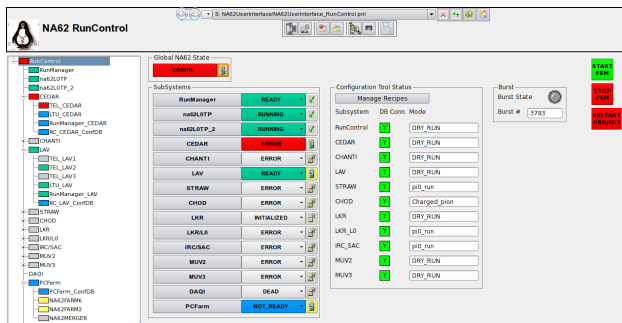 S: NA62UserInterface/NA62UserInterface_RunControl.pnl
NA62 RunControl
RunControl
RunManager
na62L0TP
na62L0TP_2
CEDAR
TEL_CEDAR
LTU_CEDAR
RunManager_CEDAR
RC_CEDAR_ConfDB
CHANTI
LAV
TEL_LAV1
TEL_LAV2
TEL_LAV3
LTU_LAV
RunManager_LAV
RC_LAV_ConfDB
STRAW
CHOD
LKR
LKR/L0
IRC/SAC
MUV2
MUV3
DAQI
PCFarm
PCFarm_ConfDB
NA62FARM6
NA62FARM2
NA62MERGER
Global NA62 State
ERROR
SubSystems
RunManager READY
na62L0TP RUNNING
na62L0TP_2 RUNNING
CEDAR ERROR
CHANTI ERROR
LAV READY
STRAW ERROR
CHOD ERROR
LKR INITIALIZED
LKR/L0 ERROR
IRC/SAC ERROR
MUV2 ERROR
MUV3 ERROR
DAQI DEAD
PCFarm NOT_READY
Configuration Tool Status
Manage Recipes
Subsystem DB Conn. Mode
RunControl Y DRY_RUN
CEDAR Y DRY_RUN
CHANTI Y DRY_RUN
LAV Y DRY_RUN
STRAW Y pi0_run
CHOD Y Charged_pion
LKR Y DRY_RUN
LKR_L0 Y pi0_run
IRC_SAC Y pi0_run
MUV2 Y DRY_RUN
MUV3 Y DRY_RUN
Burst
Burst State
Burst # 3783
START
FSM
STOP
FSM
RESTART
PROJECT